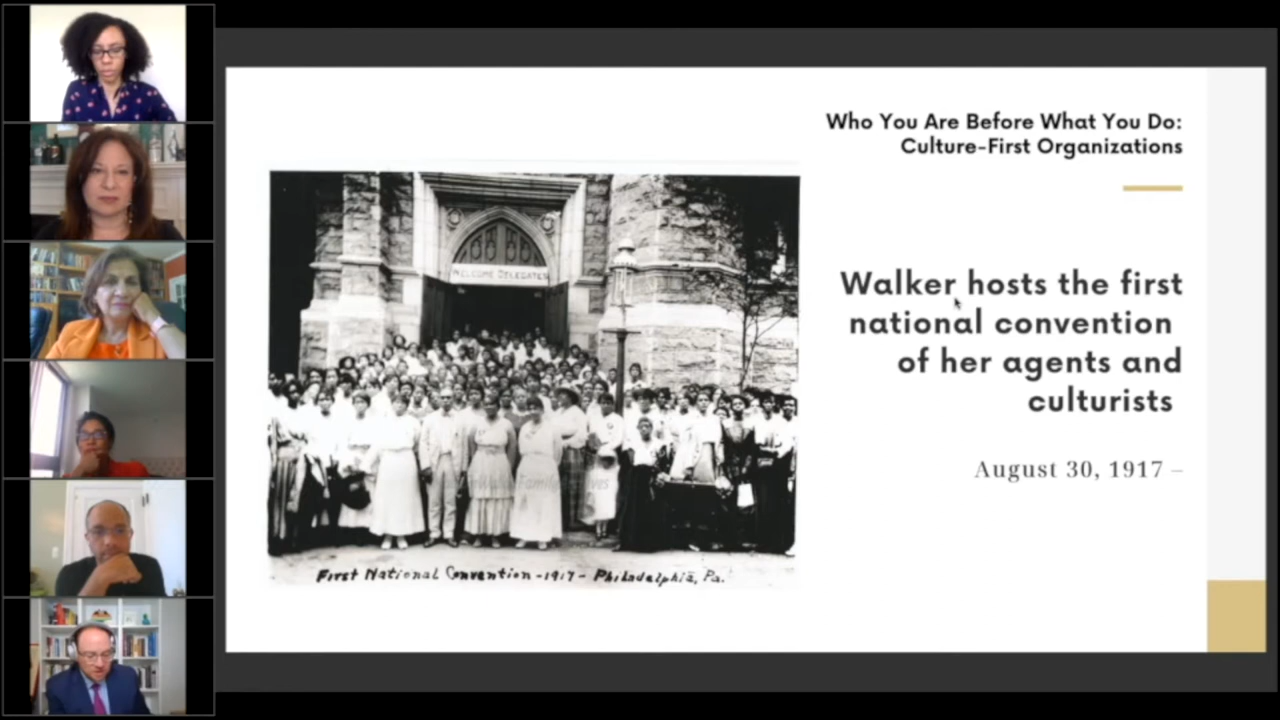 Who You Are Before What You Do:
Culture-First Organizations
WELCOME DELEGATES
Walker hosts the first
national convention
of her agents and
culturists
August 30, 1917 –
First National Convention -1917- Philadelphia, Pa.